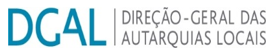 DGAL DIREÇÃO-GERAL DAS
AUTARQUIAS LOCAIS